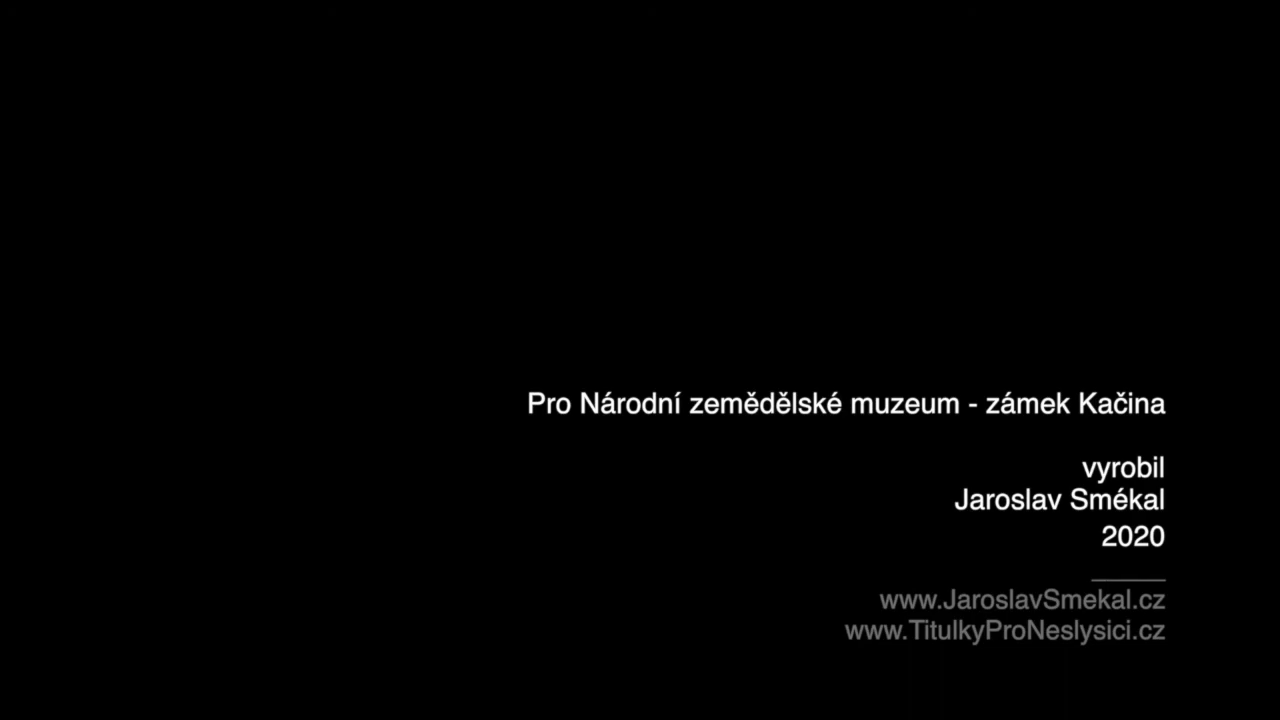 Pro Národní zemědělské muzeum - zámek Kačina
vyrobil
Jaroslav Smékal
2020
www.JaroslavSmekal.cz
www.TitulkyProNeslysici.cz